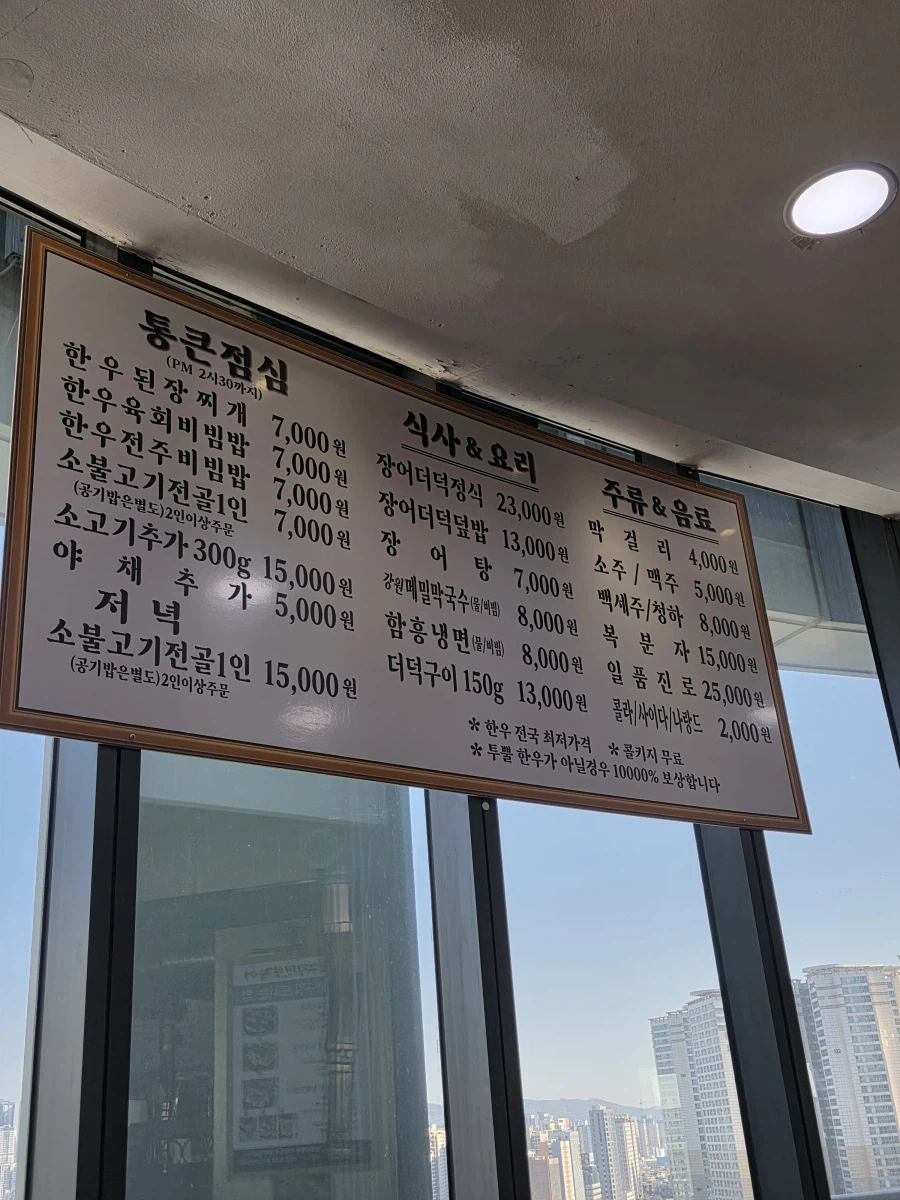 통큰점심
(PM 2시30까지)
한우된장찌개 7,000원
한우육회비빔밥 7,000원
한우전주비빔밥 7,000원
소불고기전골1인 7,000원
(공기밥은별도)2인이상주문
소고기추가 300g 15,000원
야채추가 5,000원
저녁
소불고기전골1인 15,000원
(공기밥은별도)2인이상주문
식사&요리
장어더덕정식 23,000원
장어더덕덮밥 13,000원
장어탕 7,000원
강원메밀막국수(물/비빔) 8,000원
함흥냉면(물/비빔) 8,000원
더덕구이 150g 13,000원
주류&음료
막걸리 4,000원
소주/맥주 5,000원
백세주/청하 8,000원
복분자 15,000원
일품진로 25,000원
콜라/사이다/나랑드 2,000원
* 한우 전국 최저가격 * 콜키지 무료
* 투뿔 한우가 아닐경우 10000% 보상합니다